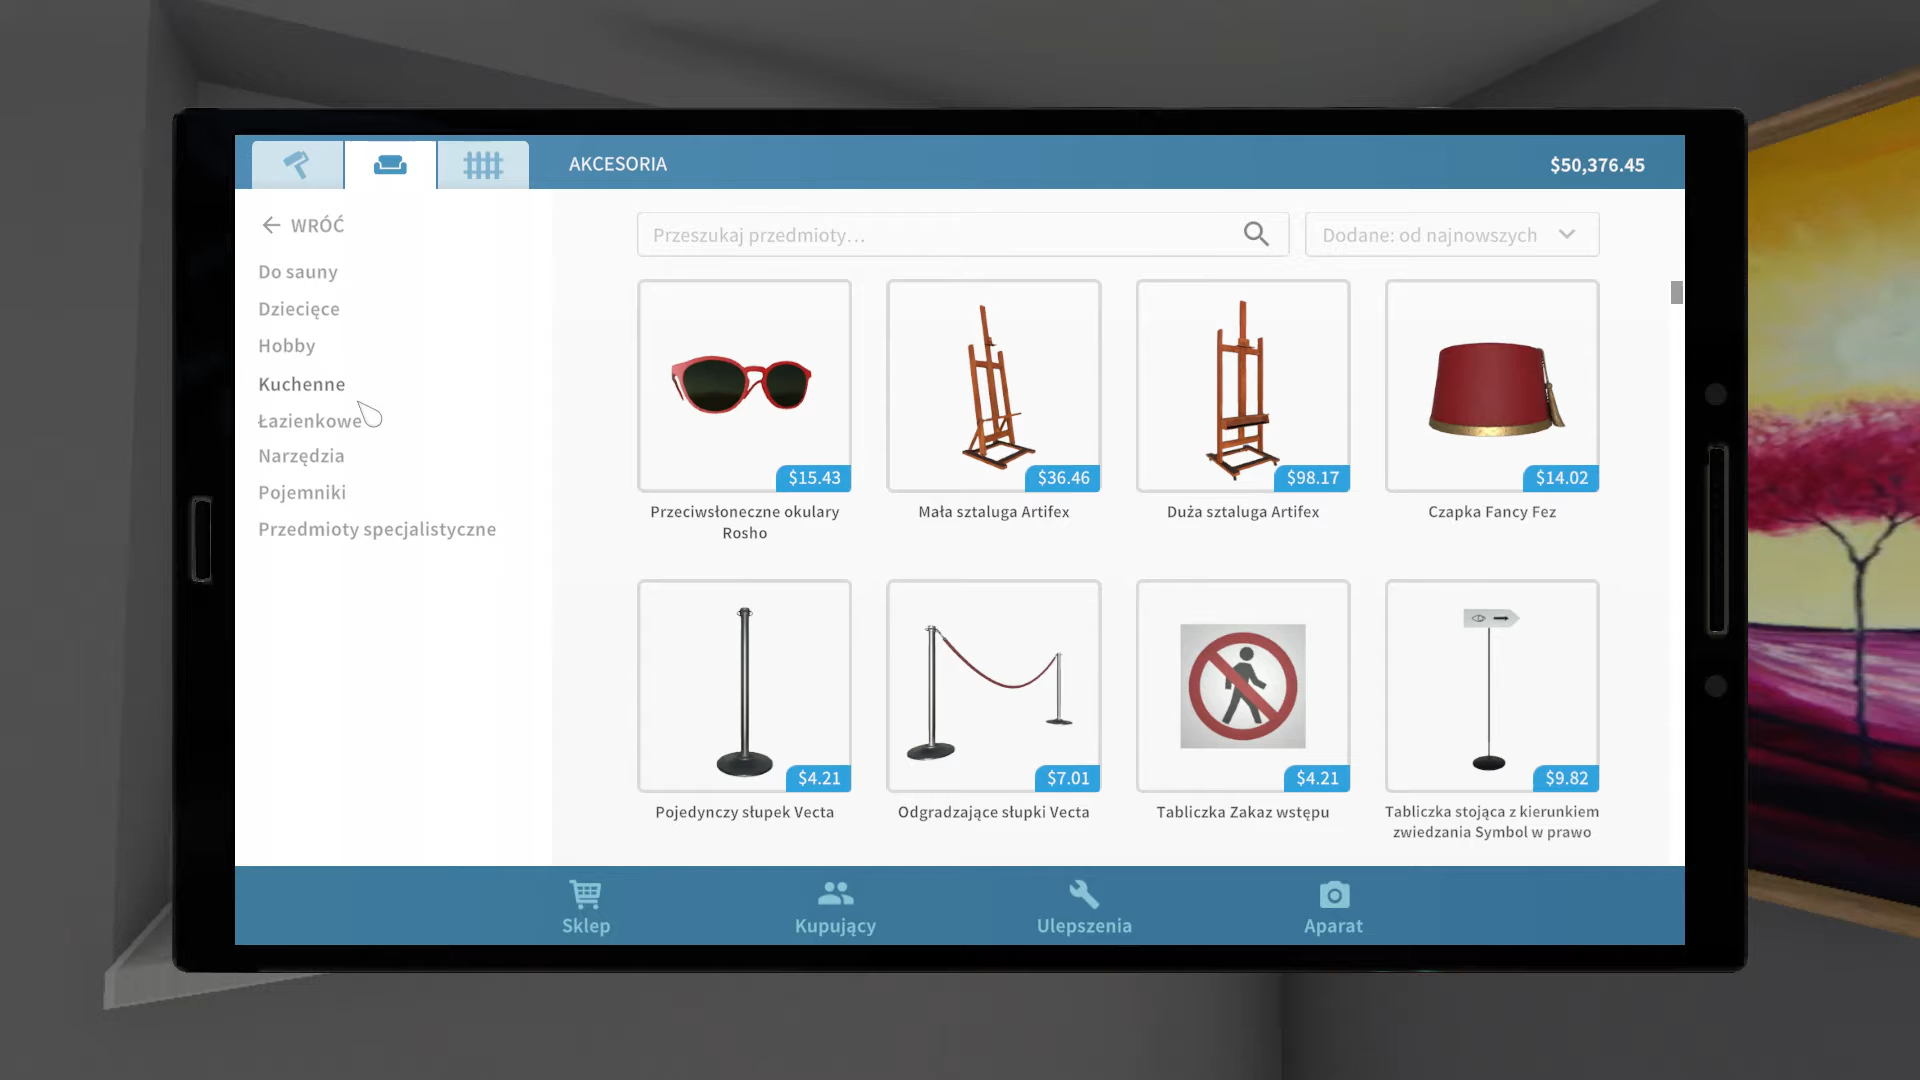 AKCESORIA
$50,376.45
WRÓĆ
Do sauny
Dziecięce
Hobby
Kuchenne
Łazienkowe
Narzędzia
Pojemniki
Przedmioty specjalistyczne
Przeszukaj przedmioty...
Dodane: od najnowszych
$15.43
$36.46
$98.17
$14.02
Przeciwsłoneczne okulary
Rosho
Mała sztaluga Artifex
Duża sztaluga Artifex
Czapka Fancy Fez
$4.21
$7.01
$4.21
$9.82
Pojedynczy słupek Vecta
Odgradzające słupki Vecta
Tabliczka Zakaz wstępu
Tabliczka stojąca z kierunkiem
zwiedzania Symbol w prawo
Sklep
Kupujący
Ulepszenia
Aparat